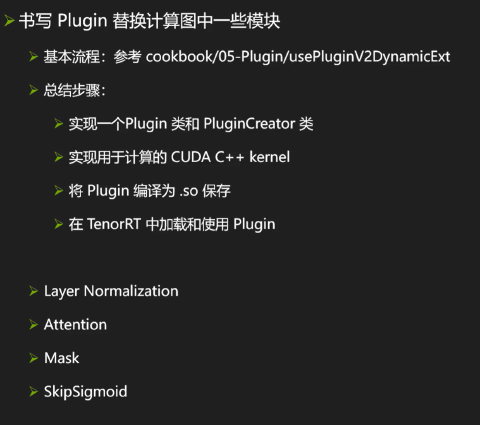 书写 Plugin 替换计算图中一些模块
基本流程：参考 cookbook/05-Plugin/usePluginV2DynamicExt
总结步骤：
实现一个Plugin 类和 PluginCreator 类
实现用于计算的 CUDA C++ kernel
将 Plugin 编译为 .so 保存
在 TenorRT 中加载和使用 Plugin
Layer Normalization
Attention
Mask
SkipSigmoid